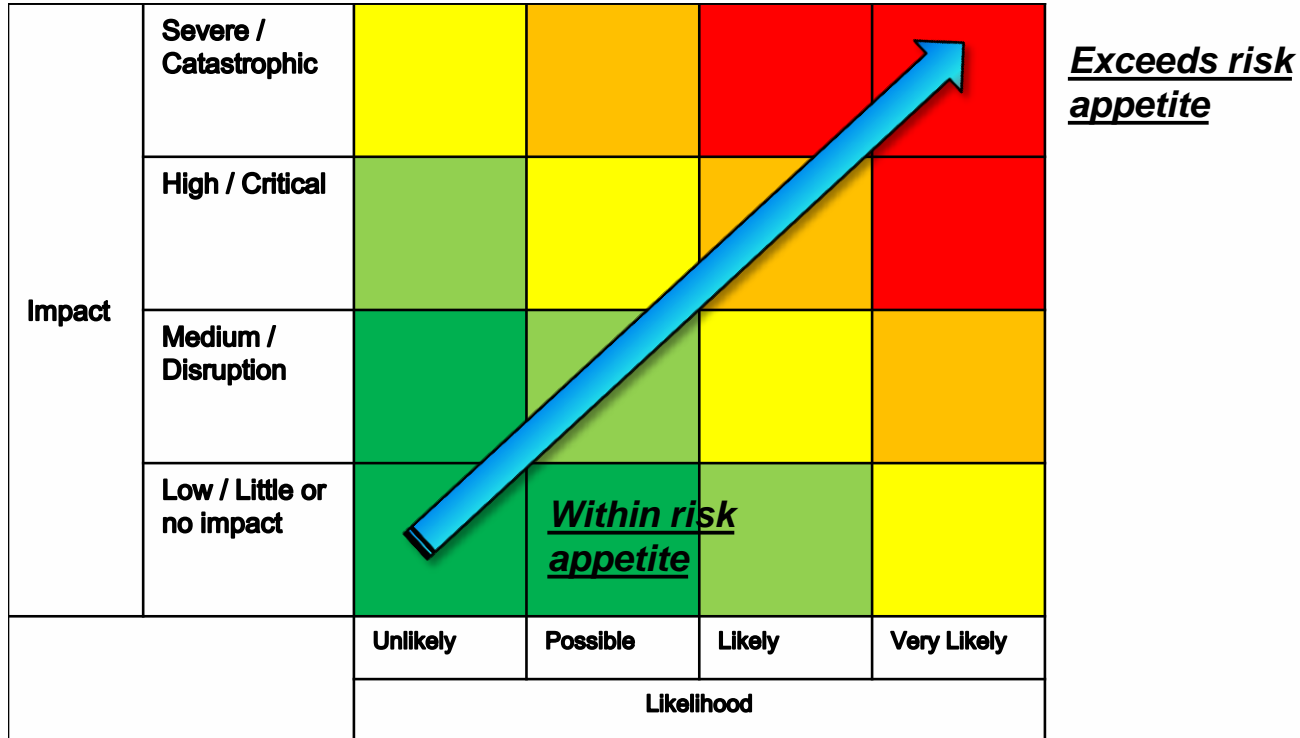 Severe /
Catastrophic
Exceeds risk
appetite
High / Critical
Impact
Medium /
Disruption
Low / Little or
no impact
Within risk
appetite
Unlikely
Possible
Likely
Very Likely
Likelihood